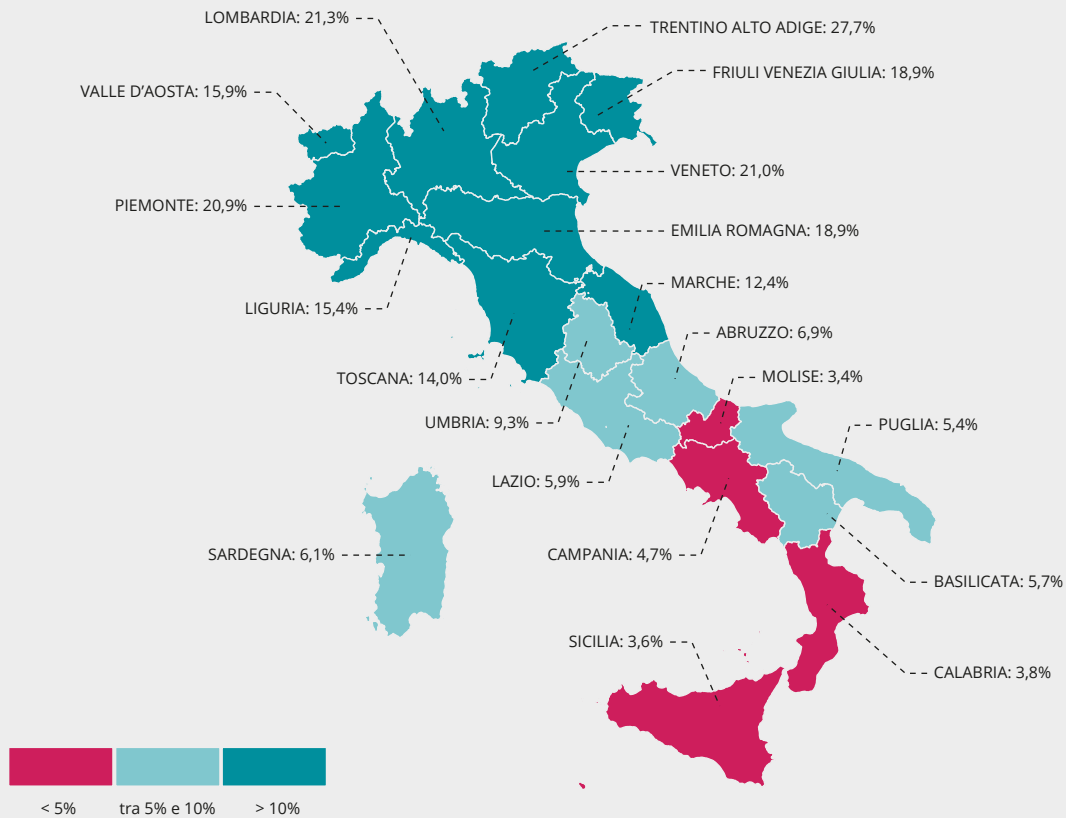 LOMBARDIA: 21,3%
TRENTINO ALTO ADIGE: 27,7%
FRIULI VENEZIA GIULIA: 18,9%
VALLE D'AOSTA: 15,9%
VENETO: 21,0%
PIEMONTE: 20,9%
EMILIA ROMAGNA: 18,9%
MARCHE: 12,4%
LIGURIA: 15,4%
ABRUZZO: 6,9%
TOSCANA: 14,0%
MOLISE: 3,4%
UMBRIA: 9,3%
PUGLIA: 5,4%
LAZIO: 5,9%
SARDEGNA: 6,1%
CAMPANIA: 4,7%
BASILICATA: 5,7%
SICILIA: 3,6%
CALABRIA: 3,8%
< 5%
tra 5% e 10%
> 10%